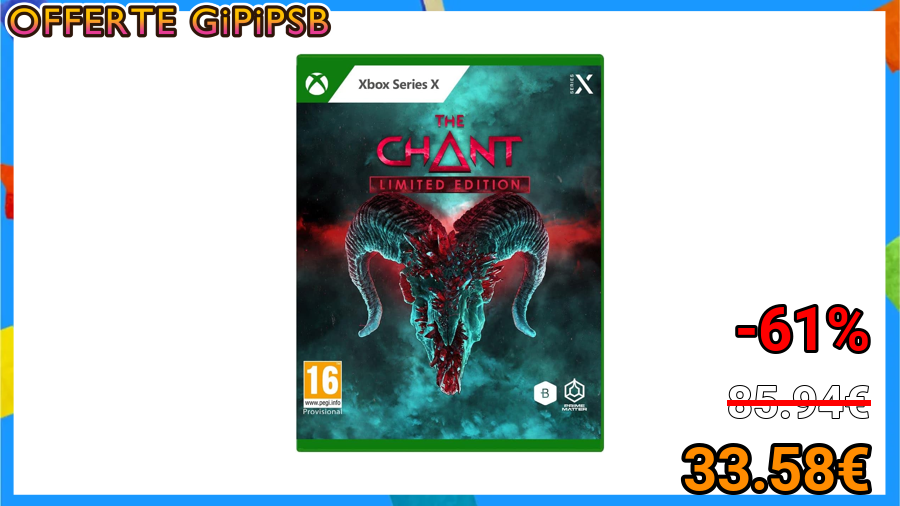 OFFERTE GiPiPSB
Xbox Series X
SERIES X
THE
CHANT
LIMITED EDITION
16
www.pegi.info
Provisional
B
PRIME
MATTER
-61%
85.94€
33.58€